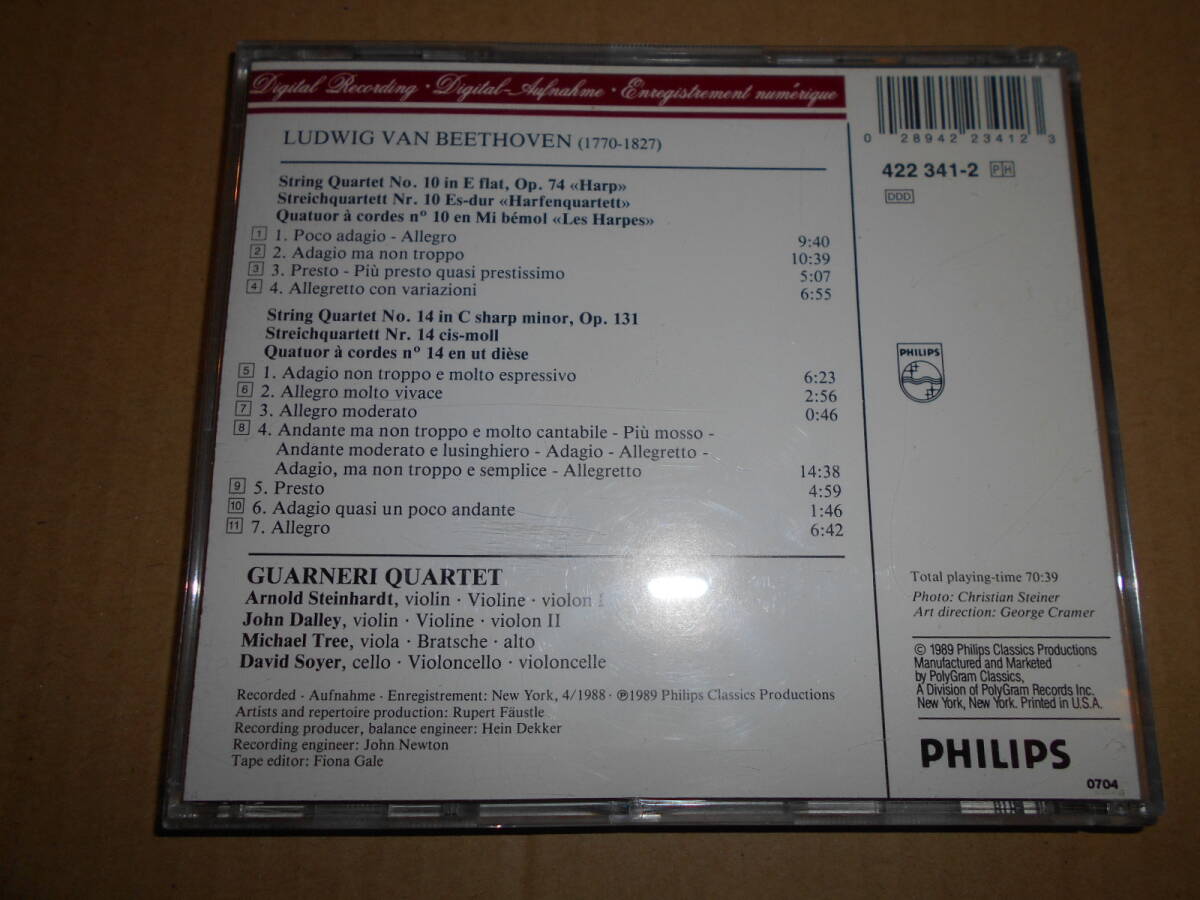 Digital Recording · Digital-Aufnahme · Enregistrement numérique
LUDWIG VAN BEETHOVEN (1770-1827)
String Quartet No. 10 in E flat, Op. 74 «Harp»
Streichquartett Nr. 10 Es-dur «Harfenquartett»
Quatuor à cordes nº 10 en Mi bémol «Les Harpes»
1 1. Poco adagio - Allegro 9:40
2 2. Adagio ma non troppo 10:39
3 3. Presto - Più presto quasi prestissimo 5:07
4 4. Allegretto con variazioni 6:55
String Quartet No. 14 in C sharp minor, Op. 131
Streichquartett Nr. 14 cis-moll
Quatuor à cordes nº 14 en ut dièse
5 1. Adagio non troppo e molto espressivo 6:23
6 2. Allegro molto vivace 2:56
7 3. Allegro moderato 0:46
8 4. Andante ma non troppo e molto cantabile - Più mosso -
Andante moderato e lusinghiero - Adagio - Allegretto -
Adagio, ma non troppo e semplice - Allegretto 14:38
9 5. Presto 4:59
10 6. Adagio quasi un poco andante 1:46
11 7. Allegro 6:42
GUARNERI QUARTET
Arnold Steinhardt, violin · Violine · violon I
John Dalley, violin · Violine · violon II
Michael Tree, viola · Bratsche · alto
David Soyer, cello · Violoncello · violoncelle
Recorded - Aufnahme - Enregistrement: New York, 4/1988 · ℗1989 Philips Classics Productions
Artists and repertoire production: Rupert Fäustle
Recording producer, balance engineer: Hein Dekker
Recording engineer: John Newton
Tape editor: Fiona Gale
0 28942 23412 3
422 341-2 PH
DDD
PHILIPS
Total playing-time 70:39
Photo: Christian Steiner
Art direction: George Cramer
© 1989 Philips Classics Productions
Manufactured and Marketed
by PolyGram Classics,
A Division of PolyGram Records Inc.
New York, New York. Printed in U.S.A.
PHILIPS
0704